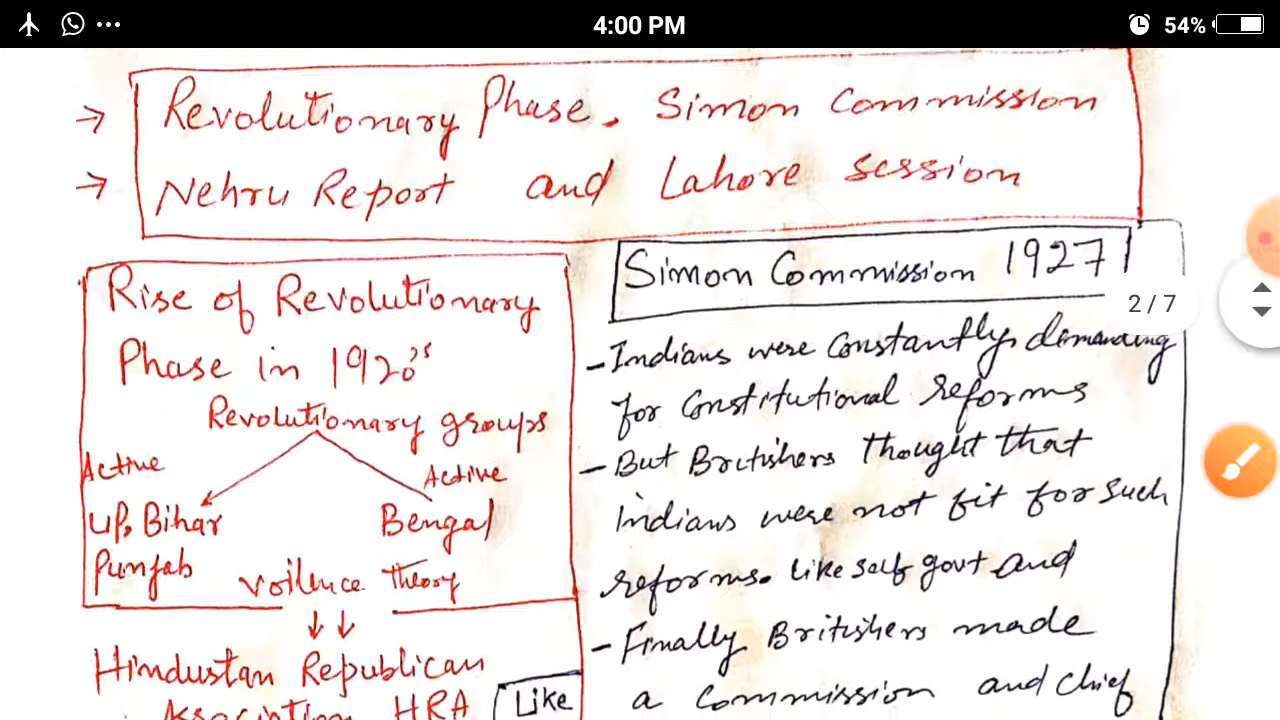 4:00 PM
54%
→ Revolutionary Phase. Simon Commission
→ Nehru Report and Lahore session
Rise of Revolutionary
Phase in 1920's
Revolutionary groups
Active
Active
UP, Bihar
Bengal
Punjab
voilence theory
↓ ↓
Hindustan Republican
Association HRA
Like
Simon Commission 1927
2 / 7
- Indians were constantly demanding
for constitutional reforms
- But Britishers thought that
indians were not fit for such
reforms. like self govt and
- Finally Britishers made
a commission and chief